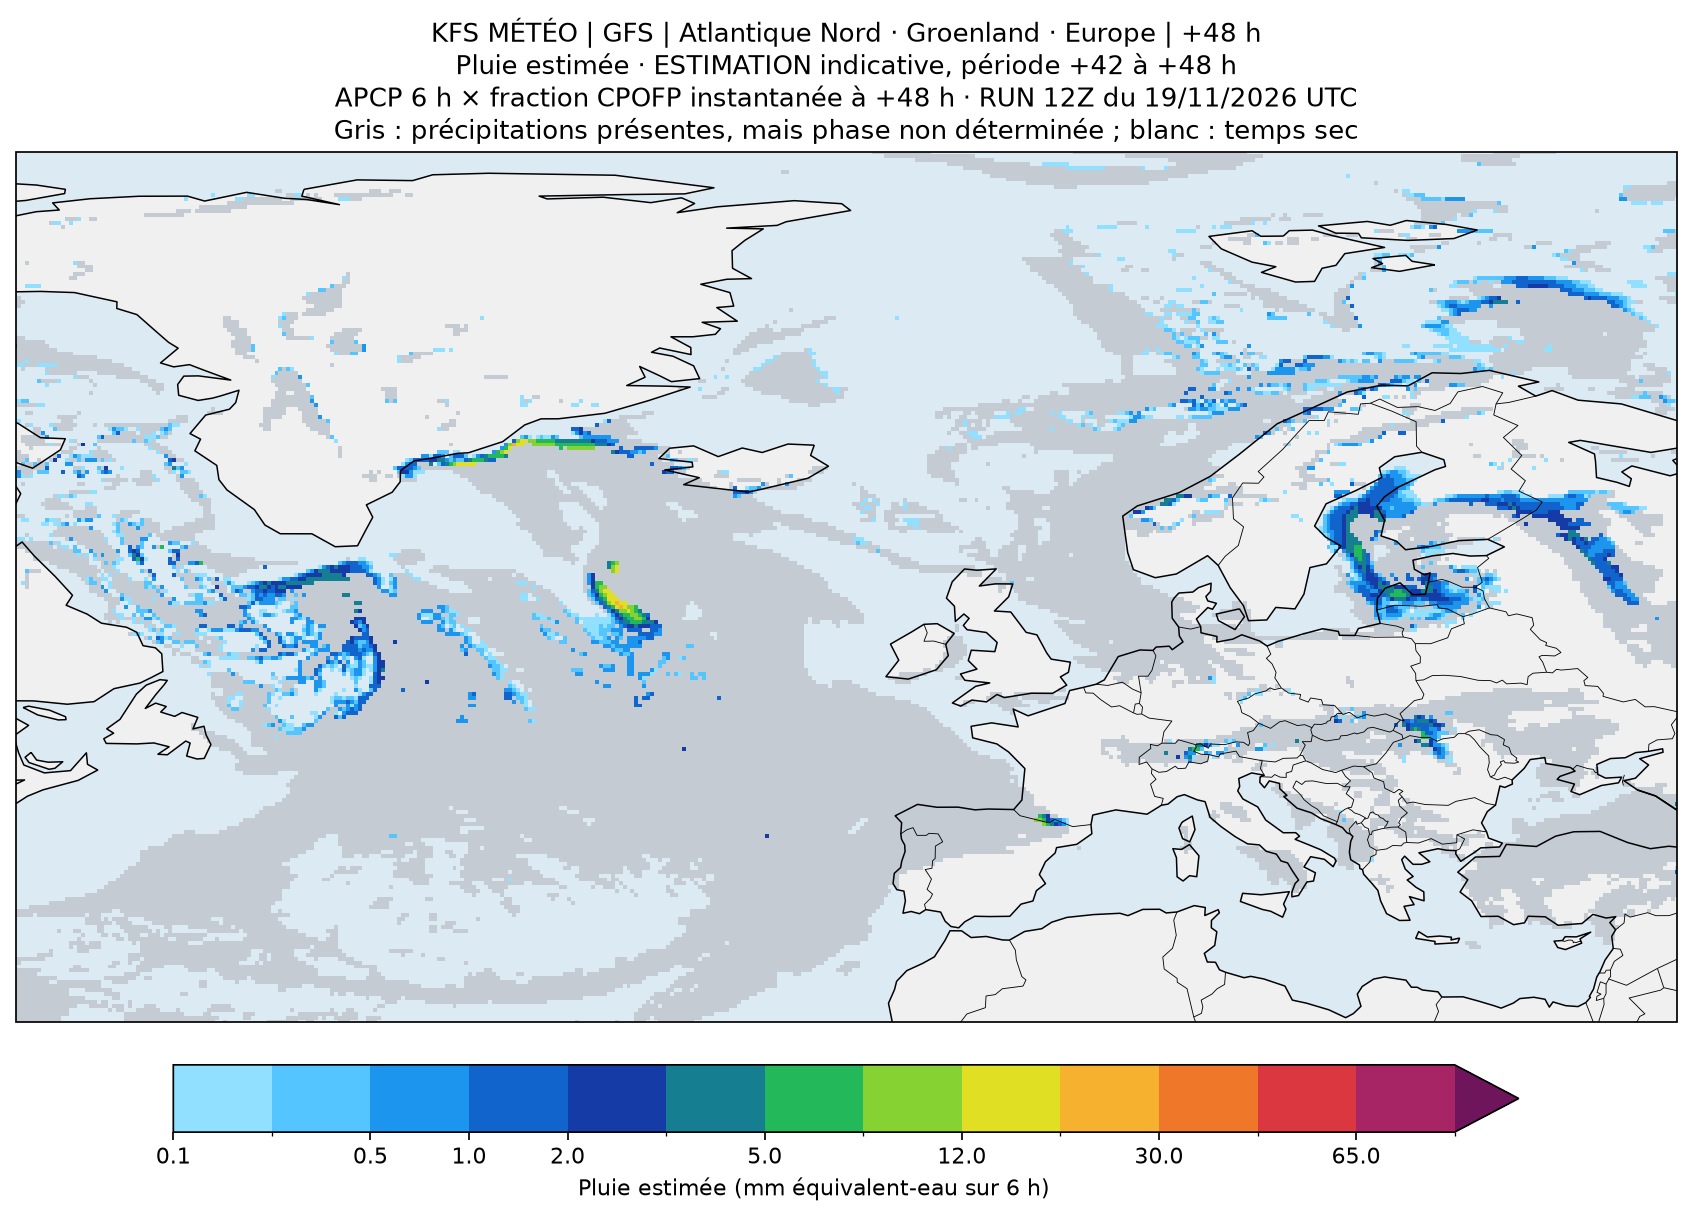 KFS MÉTÉO | GFS | Atlantique Nord · Groenland · Europe | +48 h
Pluie estimée · ESTIMATION indicative, période +42 à +48 h
APCP 6 h × fraction CPOFP instantanée à +48 h · RUN 12Z du 19/11/2026 UTC
Gris : précipitations présentes, mais phase non déterminée ; blanc : temps sec
0.1 0.5 1.0 2.0 5.0 12.0 30.0 65.0
Pluie estimée (mm équivalent-eau sur 6 h)